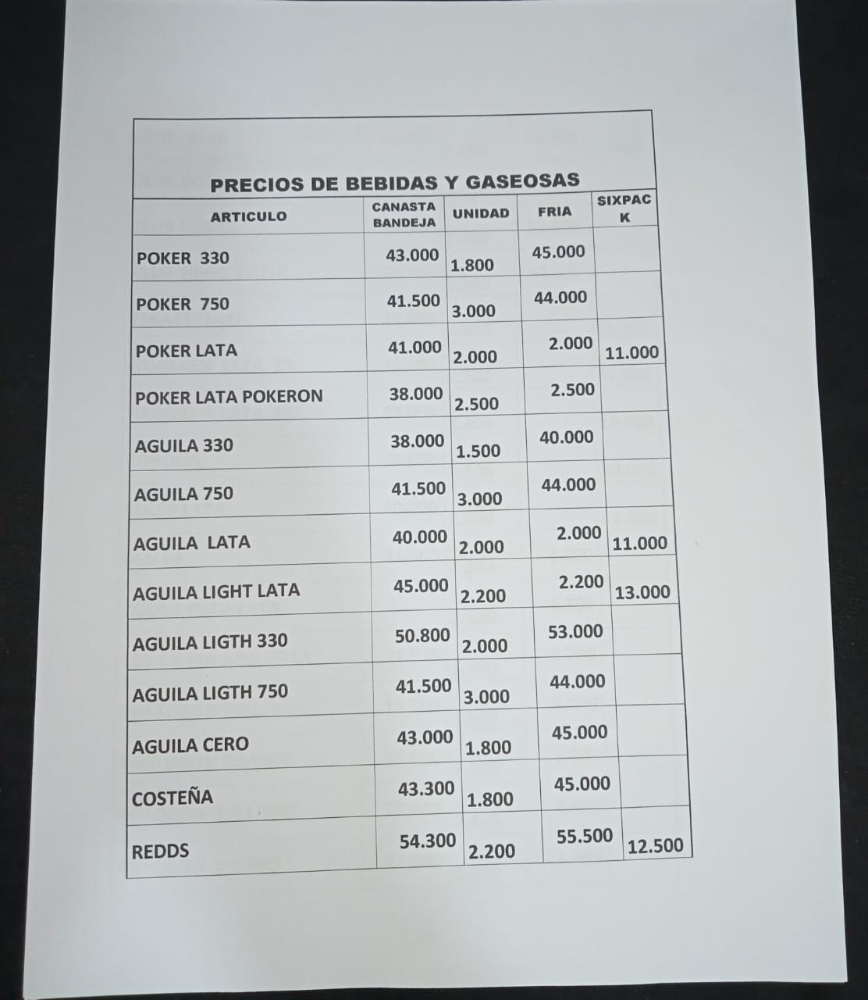 PRECIOS DE BEBIDAS Y GASEOSAS
ARTICULO CANASTA BANDEJA UNIDAD FRIA SIXPAC K
POKER 330 43.000 1.800 45.000
POKER 750 41.500 3.000 44.000
POKER LATA 41.000 2.000 2.000 11.000
POKER LATA POKERON 38.000 2.500 2.500
AGUILA 330 38.000 1.500 40.000
AGUILA 750 41.500 3.000 44.000
AGUILA LATA 40.000 2.000 2.000 11.000
AGUILA LIGHT LATA 45.000 2.200 2.200 13.000
AGUILA LIGTH 330 50.800 2.000 53.000
AGUILA LIGTH 750 41.500 3.000 44.000
AGUILA CERO 43.000 1.800 45.000
COSTEÑA 43.300 1.800 45.000
REDDS 54.300 2.200 55.500 12.500